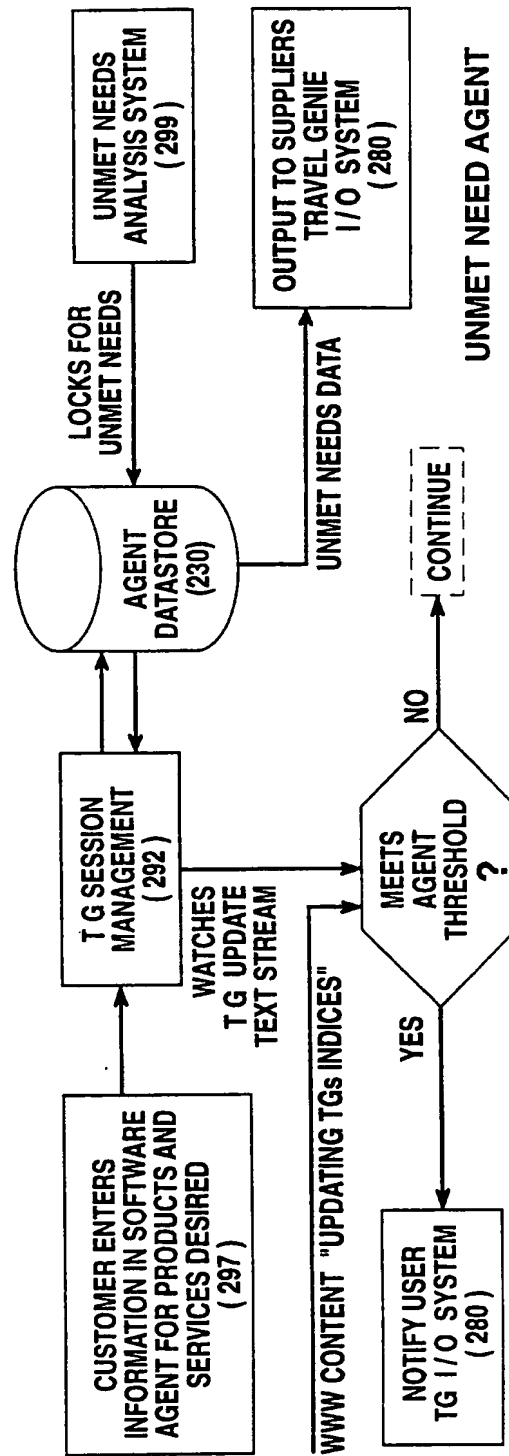 CUSTOMER ENTERS
INFORMATION IN SOFTWARE
AGENT FOR PRODUCTS AND
SERVICES DESIRED
(297)
TG SESSION
MANAGEMENT
(292)
AGENT
DATASTORE
(230)
LOCKS FOR
UNMET NEEDS
UNMET NEEDS
ANALYSIS SYSTEM
(299)
WATCHES
TG UPDATE
TEXT STREAM
UNMET NEEDS DATA
OUTPUT TO SUPPLIERS
TRAVEL GENIE
I/O SYSTEM
(280)
WWW CONTENT "UPDATING TGs INDICES"
MEETS
AGENT
THRESHOLD
?
YES
NO
CONTINUE
NOTIFY USER
TG I/O SYSTEM
(280)
UNMET NEED AGENT